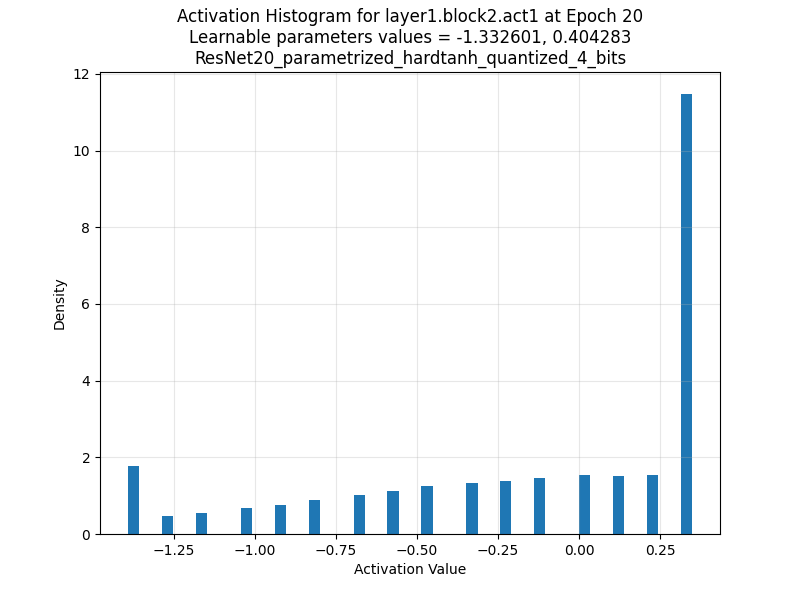 Activation Histogram for layer1.block2.act1 at Epoch 20
Learnable parameters values = -1.332601, 0.404283
ResNet20_parametrized_hardtanh_quantized_4_bits
12
10
8
6
4
2
0
Density
−1.25 −1.00 −0.75 −0.50 −0.25 0.00 0.25
Activation Value